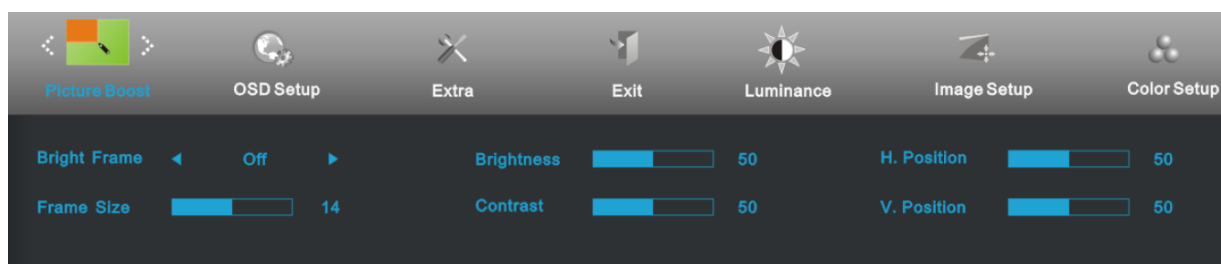 Picture Boost OSD Setup Extra Exit Luminance Image Setup Color Setup
Bright Frame Off Brightness 50 H. Position 50
Frame Size 14 Contrast 50 V. Position 50